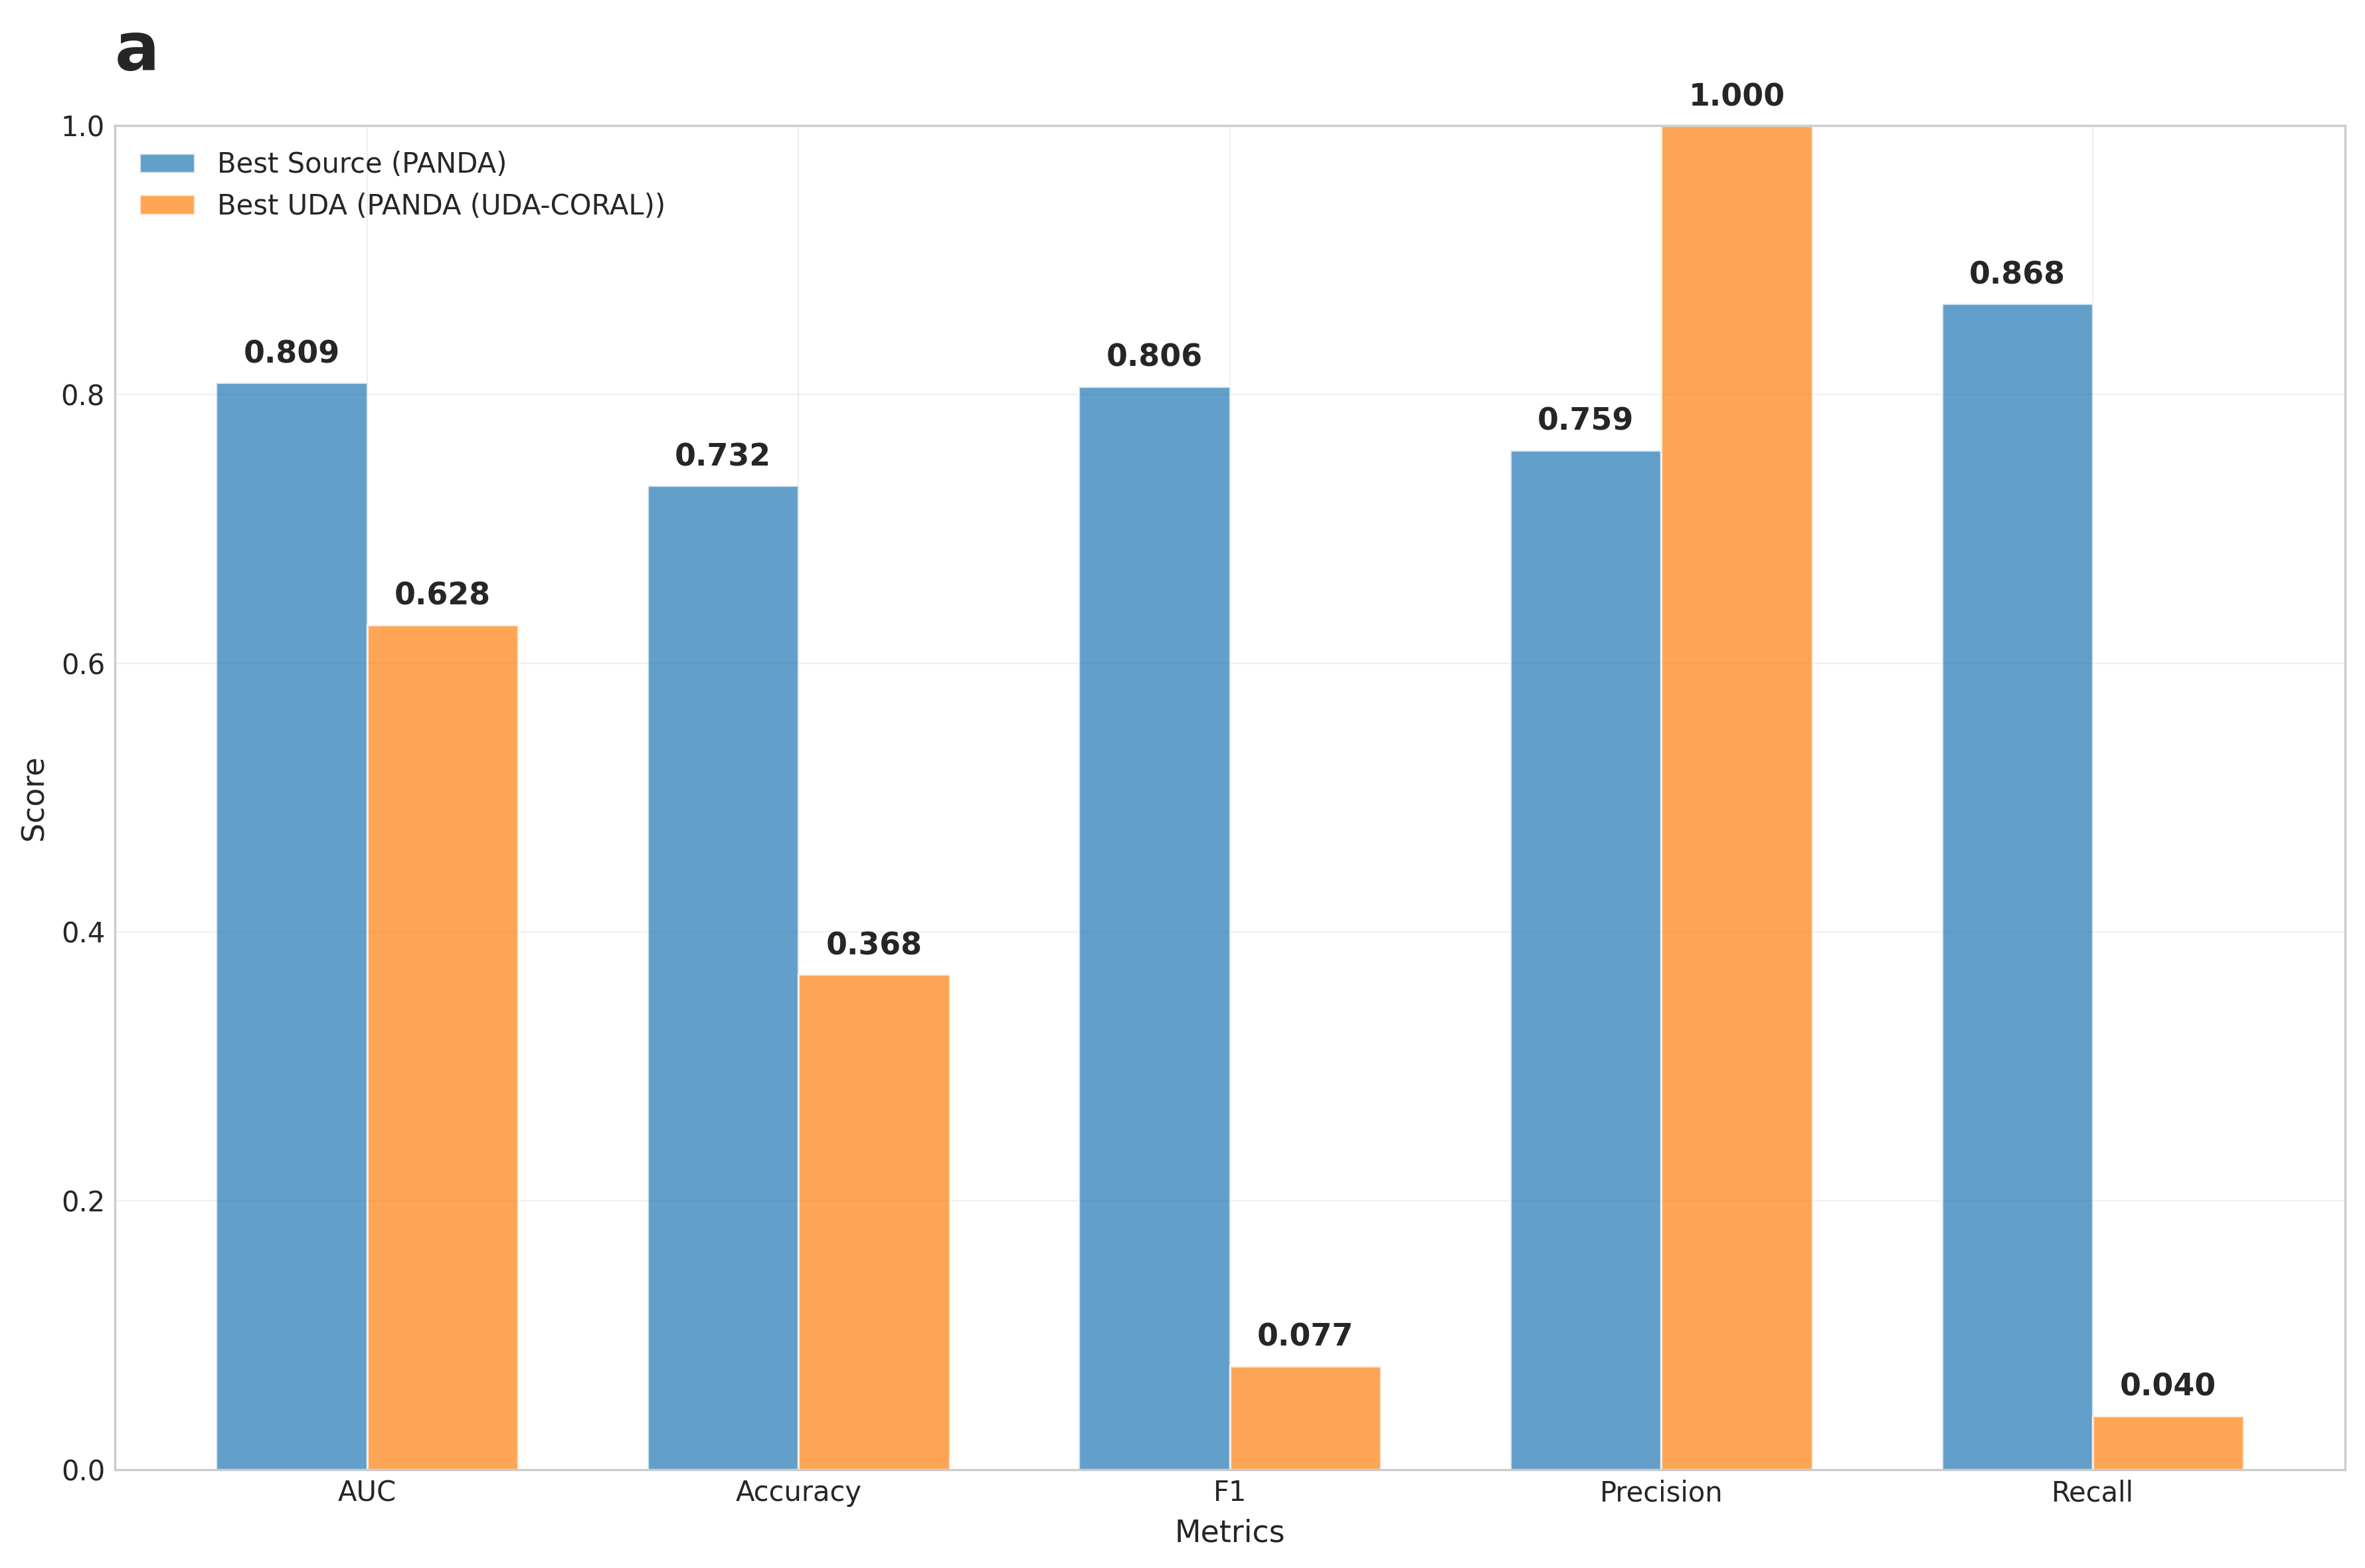 a
1.000
1.0
Best Source (PANDA)
Best UDA (PANDA (UDA-CORAL))
0.868
0.809
0.806
0.8
0.759
0.732
0.628
0.6
Score
0.4
0.368
0.077
0.040
0.2
0.0
AUC
Accuracy
F1
Precision
Recall
Metrics